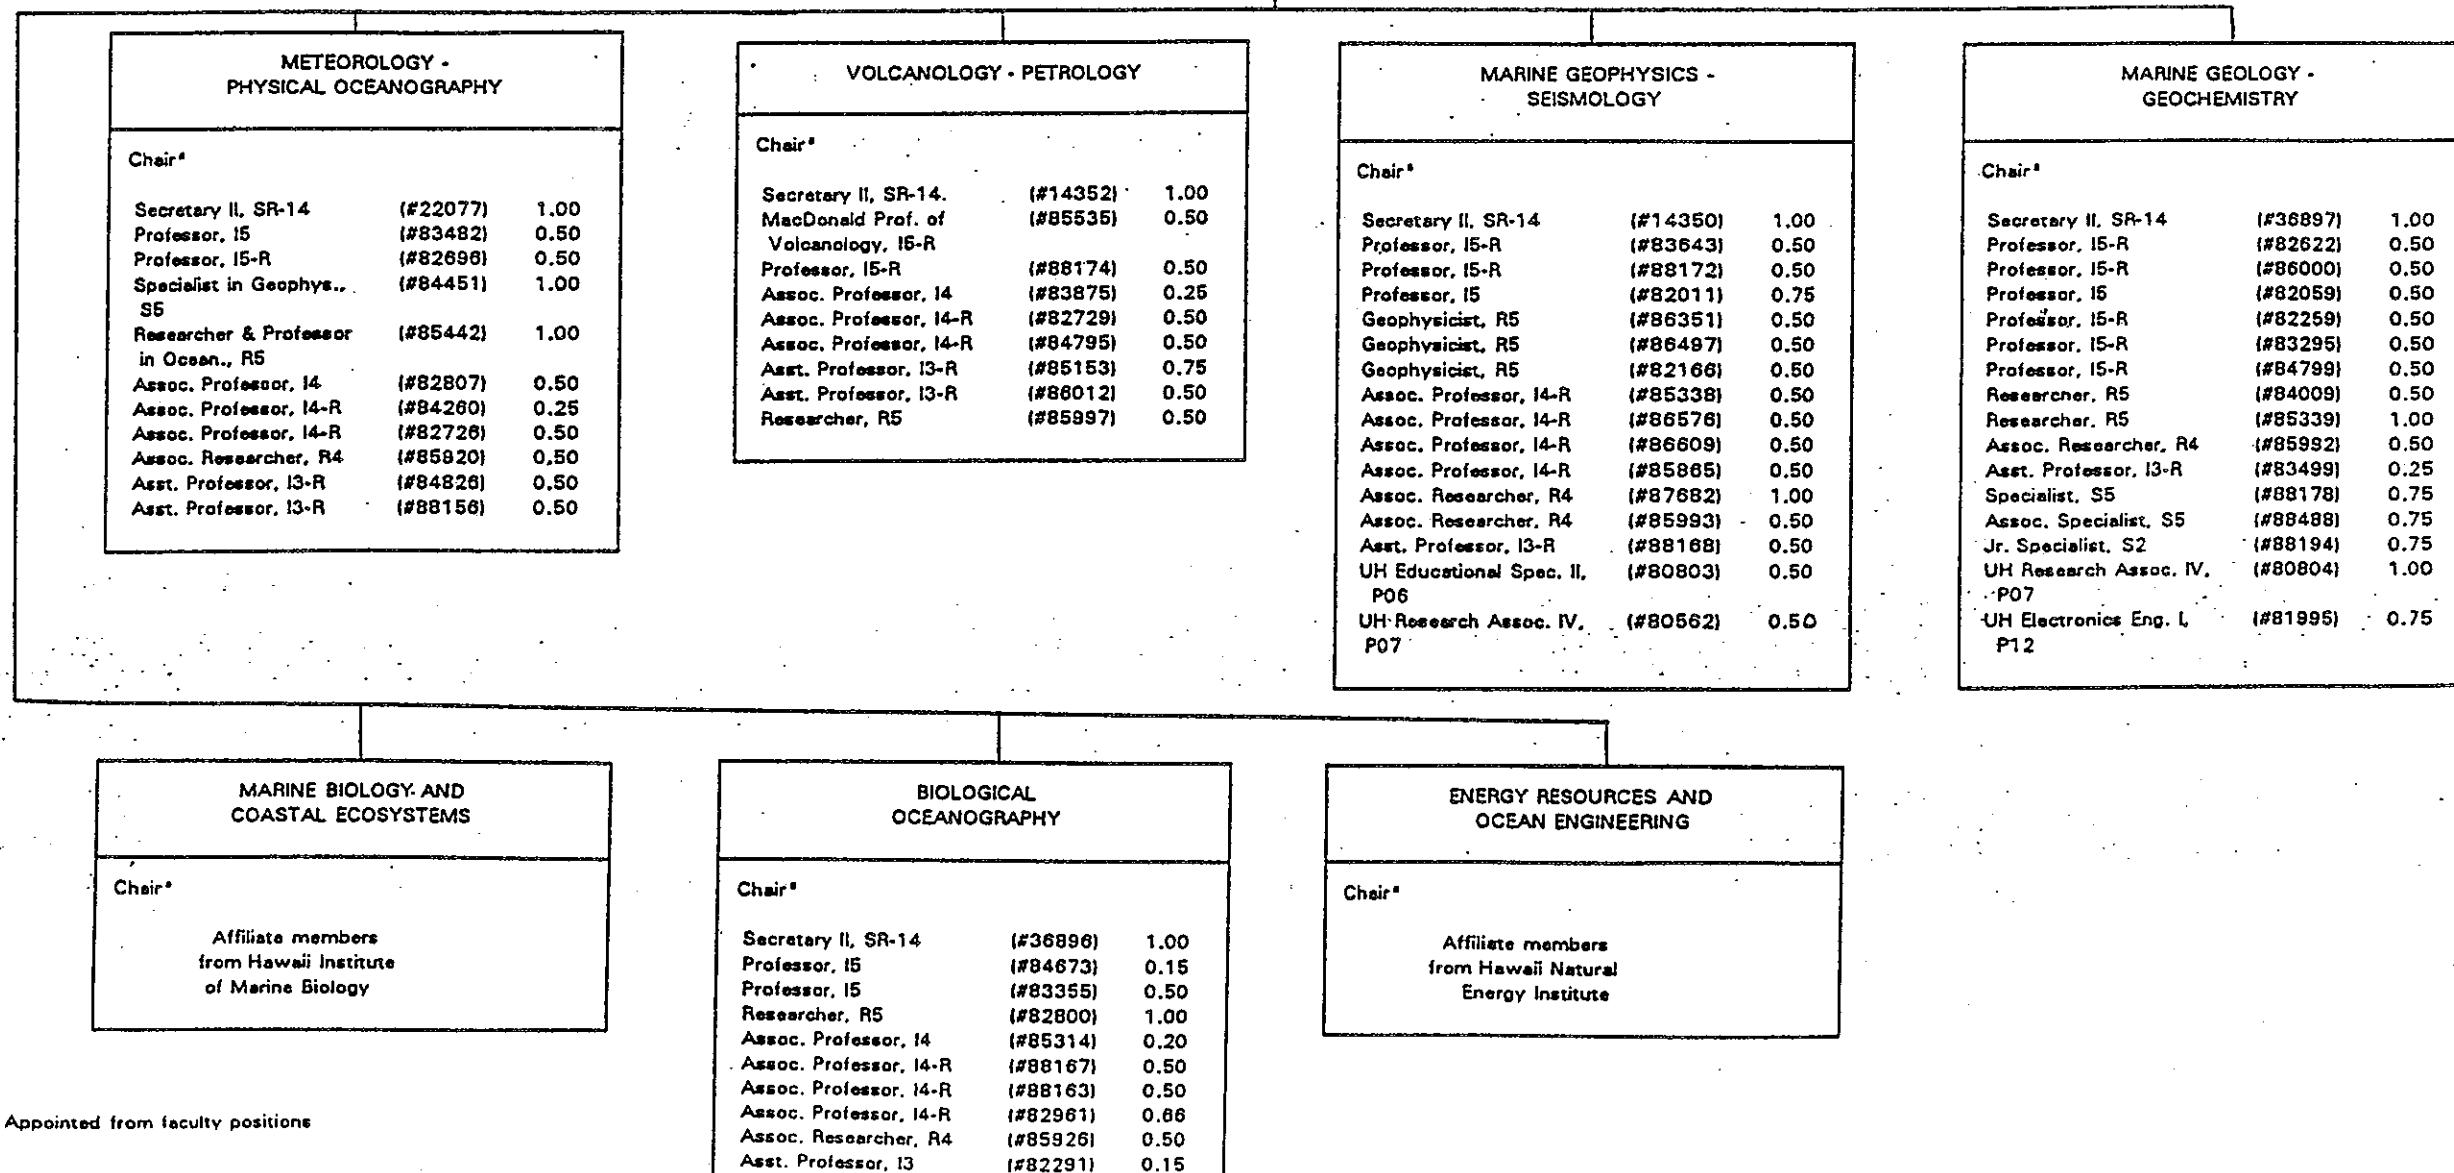 METEOROLOGY -
PHYSICAL OCEANOGRAPHY
Chair*
Secretary II, SR-14 (#22077) 1.00
Professor, I5 (#83482) 0.50
Professor, I5-R (#82696) 0.50
Specialist in Geophys., (#84451) 1.00
S5
Researcher & Professor (#85442) 1.00
in Ocean., R5
Assoc. Professor, I4 (#82807) 0.50
Assoc. Professor, I4-R (#84260) 0.25
Assoc. Professor, I4-R (#82726) 0.50
Assoc. Researcher, R4 (#85920) 0.50
Asst. Professor, I3-R (#84826) 0.50
Asst. Professor, I3-R (#88156) 0.50
VOLCANOLOGY - PETROLOGY
Chair*
Secretary II, SR-14. (#14352) 1.00
MacDonald Prof. of (#85535) 0.50
Volcanology, I5-R
Professor, I5-R (#88174) 0.50
Assoc. Professor, I4 (#83875) 0.25
Assoc. Professor, I4-R (#82729) 0.50
Assoc. Professor, I4-R (#84795) 0.50
Asst. Professor, I3-R (#85153) 0.75
Asst. Professor, I3-R (#86012) 0.50
Researcher, R5 (#85997) 0.50
MARINE GEOPHYSICS -
SEISMOLOGY
Chair*
Secretary II, SR-14 (#14350) 1.00
Professor, I5-R (#83643) 0.50
Professor, I5-R (#88172) 0.50
Professor, I5 (#82011) 0.75
Geophysicist, R5 (#86351) 0.50
Geophysicist, R5 (#86497) 0.50
Geophysicist, R5 (#82166) 0.50
Assoc. Professor, I4-R (#85338) 0.50
Assoc. Professor, I4-R (#86576) 0.50
Assoc. Professor, I4-R (#86609) 0.50
Assoc. Professor, I4-R (#85865) 0.50
Assoc. Researcher, R4 (#87682) 1.00
Assoc. Researcher, R4 (#85993) 0.50
Asst. Professor, I3-R (#88168) 0.50
UH Educational Spec. II, (#80803) 0.50
P06
UH Research Assoc. IV, (#80562) 0.50
P07
MARINE GEOLOGY -
GEOCHEMISTRY
Chair*
Secretary II, SR-14 (#36897) 1.00
Professor, I5-R (#82622) 0.50
Professor, I5-R (#86000) 0.50
Professor, I5 (#82059) 0.50
Professor, I5-R (#82259) 0.50
Professor, I5-R (#83295) 0.50
Professor, I5-R (#84799) 0.50
Researcher, R5 (#84009) 0.50
Researcher, R5 (#85339) 1.00
Assoc. Researcher, R4 (#85992) 0.50
Asst. Professor, I3-R (#83499) 0.25
Specialist, S5 (#88178) 0.75
Assoc. Specialist, S5 (#88488) 0.75
Jr. Specialist, S2 (#88194) 0.75
UH Research Assoc. IV, (#80804) 1.00
P07
UH Electronics Eng. I, (#81995) 0.75
P12
MARINE BIOLOGY AND
COASTAL ECOSYSTEMS
Chair*
Affiliate members
from Hawaii Institute
of Marine Biology
BIOLOGICAL
OCEANOGRAPHY
Chair*
Secretary II, SR-14 (#36896) 1.00
Professor, I5 (#84673) 0.15
Professor, I5 (#83355) 0.50
Researcher, R5 (#82800) 1.00
Assoc. Professor, I4 (#85314) 0.20
Assoc. Professor, I4-R (#88167) 0.50
Assoc. Professor, I4-R (#88163) 0.50
Assoc. Professor, I4-R (#82961) 0.66
Assoc. Researcher, R4 (#85926) 0.50
Asst. Professor, I3 (#82291) 0.15
ENERGY RESOURCES AND
OCEAN ENGINEERING
Chair*
Affiliate members
from Hawaii Natural
Energy Institute
Appointed from faculty positions